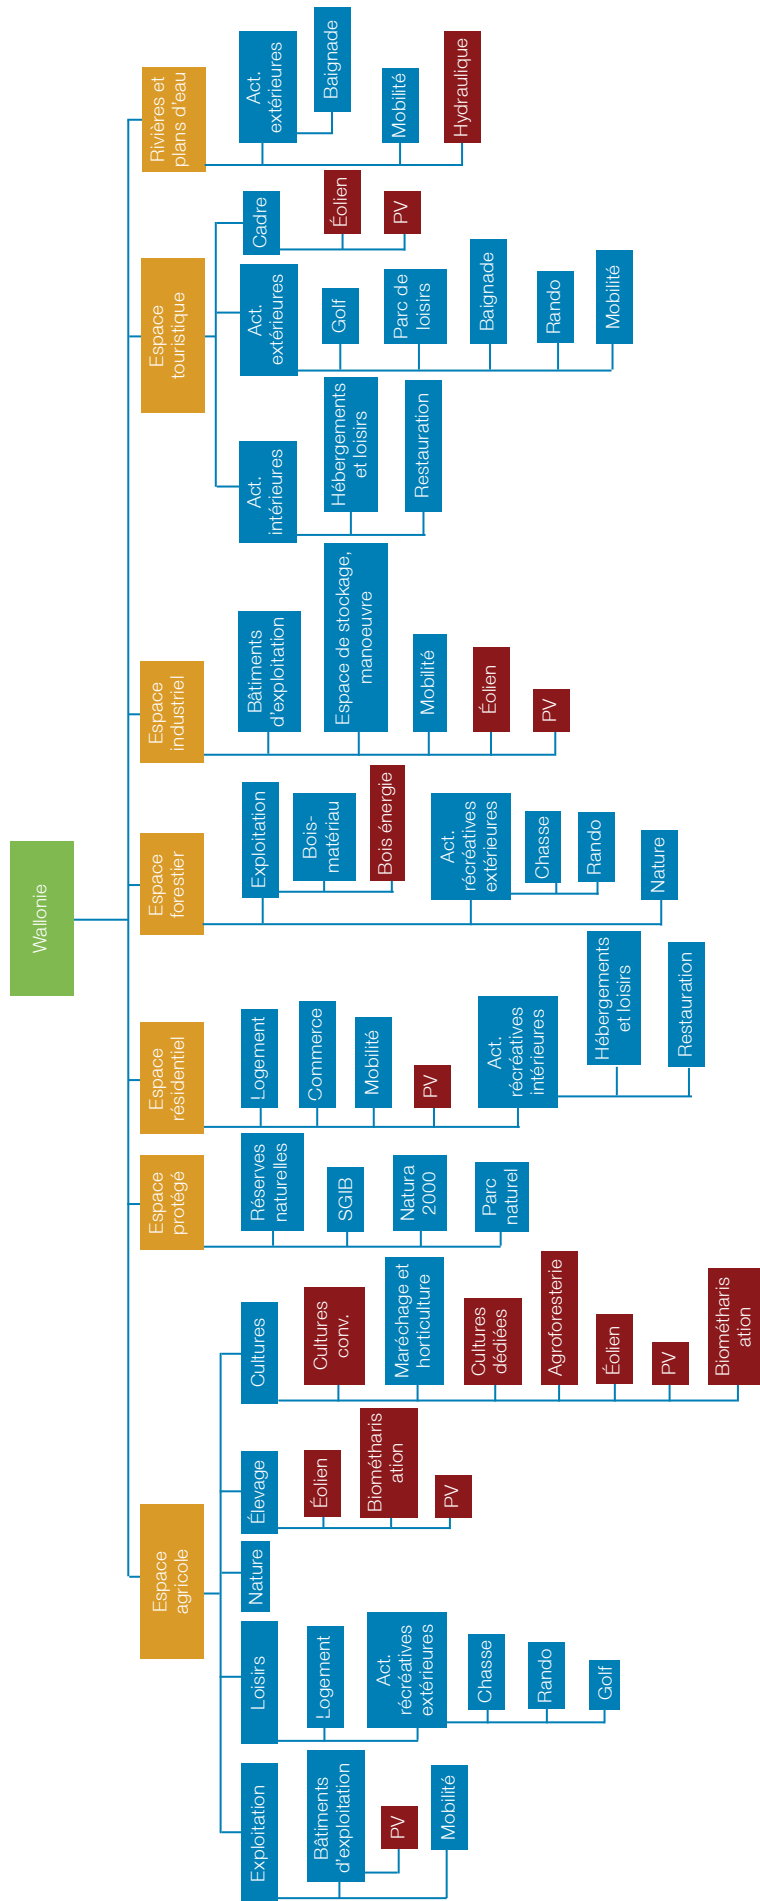 Wallonie
Espace
agricole
Exploitation
Bâtiments
d'exploitation
PV
Mobilité
Loisirs
Logement
Act.
récréatives
extérieures
Chasse
Rando
Golf
Nature
Élevage
Éolien
Biométharis
ation
PV
Cultures
Cultures
conv.
Maréchage et
horticulture
Cultures
dédiées
Agroforesterie
Éolien
PV
Biométharis
ation
Espace
protégé
Réserves
naturelles
SGIB
Natura
2000
Parc
naturel
Espace
résidentiel
Logement
Commerce
Mobilité
PV
Act.
récréatives
intérieures
Hébergements
et loisirs
Restauration
Espace
forestier
Exploitation
Bois-
matériau
Bois énergie
Act.
récréatives
extérieures
Chasse
Rando
Nature
Espace
industriel
Bâtiments
d'exploitation
Espace de stockage,
manoeuvre
Mobilité
Éolien
PV
Espace
touristique
Act.
intérieures
Hébergements
et loisirs
Restauration
Act.
extérieures
Golf
Parc de
loisirs
Baignade
Rando
Mobilité
Cadre
Éolien
PV
Rivières et
plans d'eau
Act.
extérieures
Baignade
Mobilité
Hydraulique